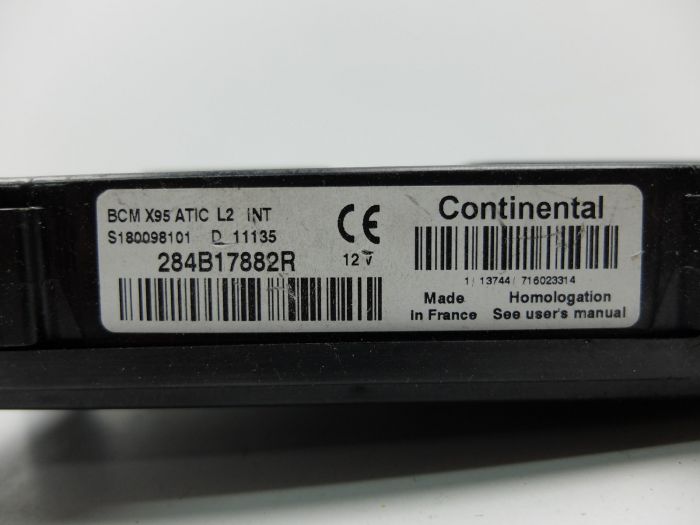 BCM X95 ATIC L2 INT
S180098101 D 11135
284B17882R
CE
12 V
Continental
1/ 13744/ 716023314
Made
in France
Homologation
See user's manual